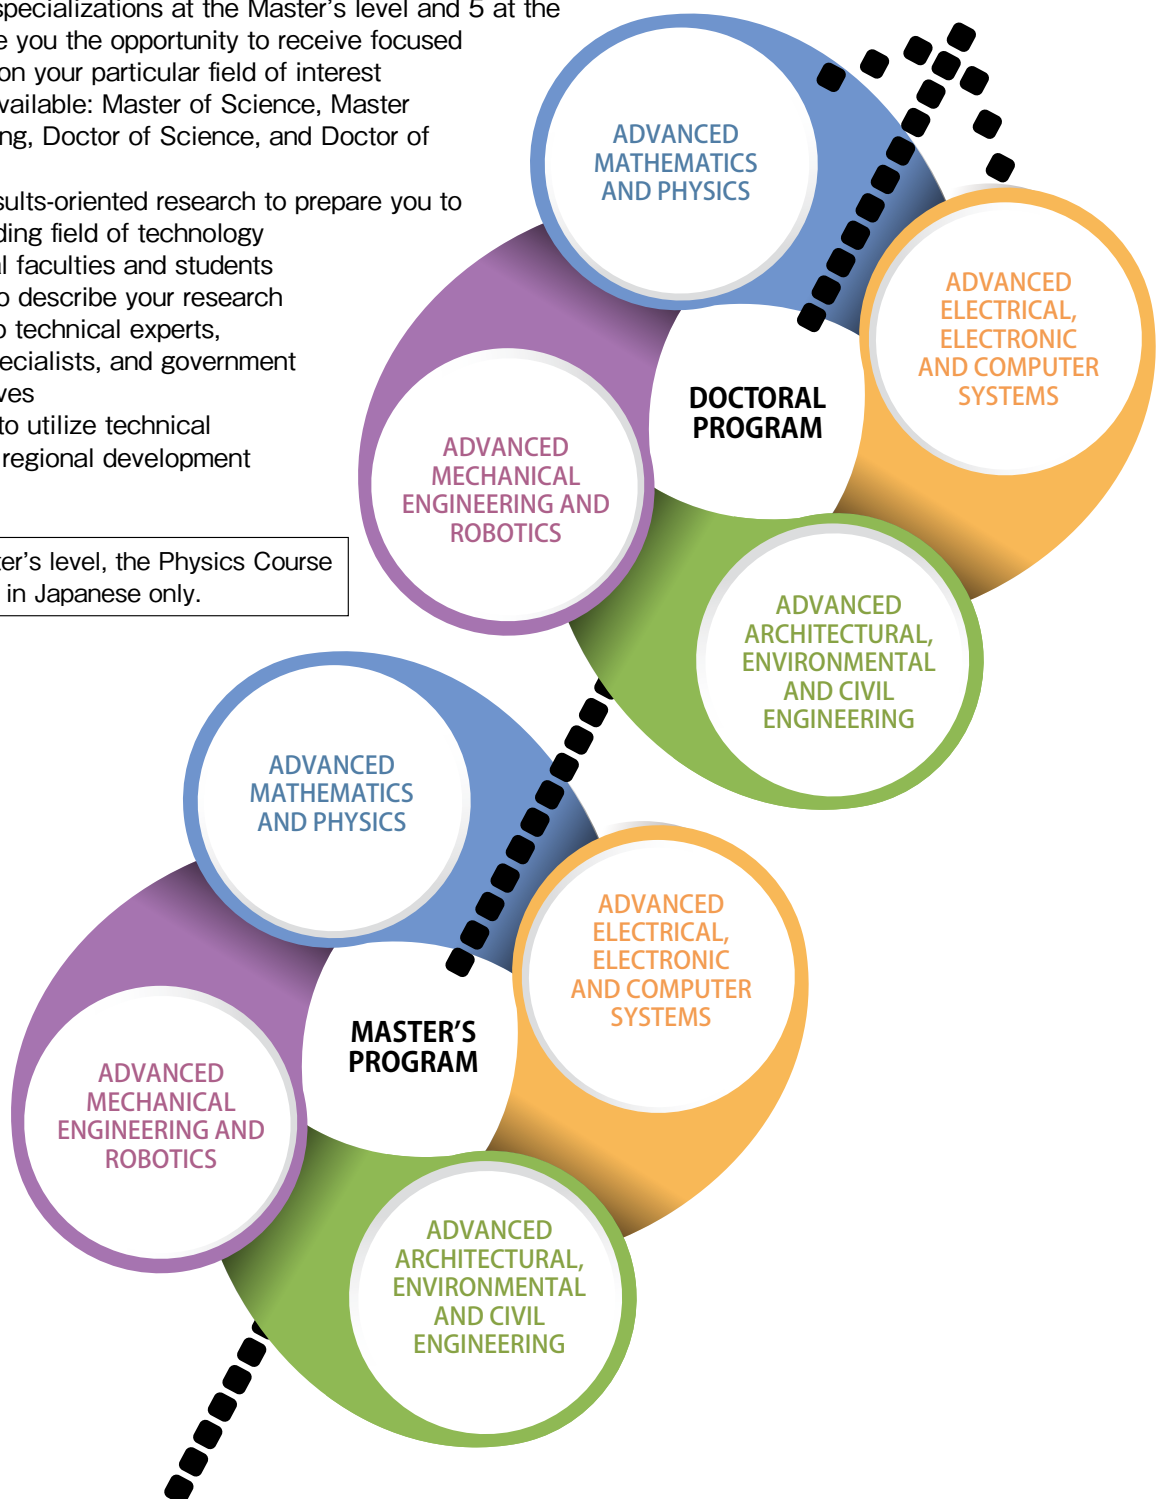 specializations at the Master's level and 5 at the
e you the opportunity to receive focused
on your particular field of interest
vailable: Master of Science, Master
ng, Doctor of Science, and Doctor of
sults-oriented research to prepare you to
ding field of technology
l faculties and students
o describe your research
o technical experts,
ecialists, and government
ves
to utilize technical
regional development
ter's level, the Physics Course
in Japanese only.
ADVANCED
MATHEMATICS
AND PHYSICS
ADVANCED
ELECTRICAL,
ELECTRONIC
AND COMPUTER
SYSTEMS
DOCTORAL
PROGRAM
ADVANCED
MECHANICAL
ENGINEERING AND
ROBOTICS
ADVANCED
ARCHITECTURAL,
ENVIRONMENTAL
AND CIVIL
ENGINEERING
ADVANCED
MATHEMATICS
AND PHYSICS
ADVANCED
ELECTRICAL,
ELECTRONIC
AND COMPUTER
SYSTEMS
MASTER'S
PROGRAM
ADVANCED
MECHANICAL
ENGINEERING AND
ROBOTICS
ADVANCED
ARCHITECTURAL,
ENVIRONMENTAL
AND CIVIL
ENGINEERING